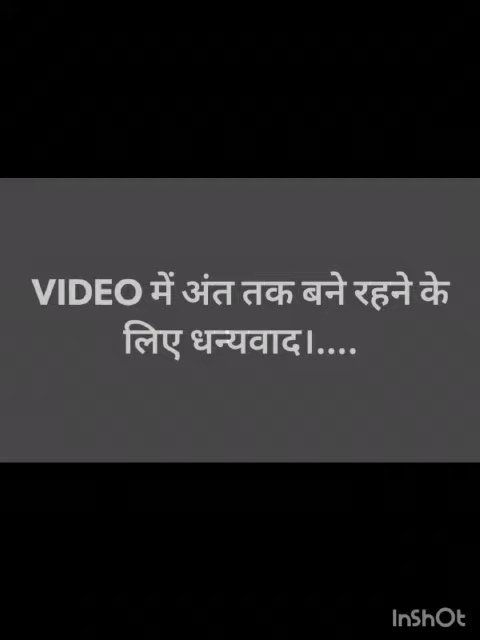 VIDEO में अंत तक बने रहने के
लिए धन्यवाद।....
InShOt